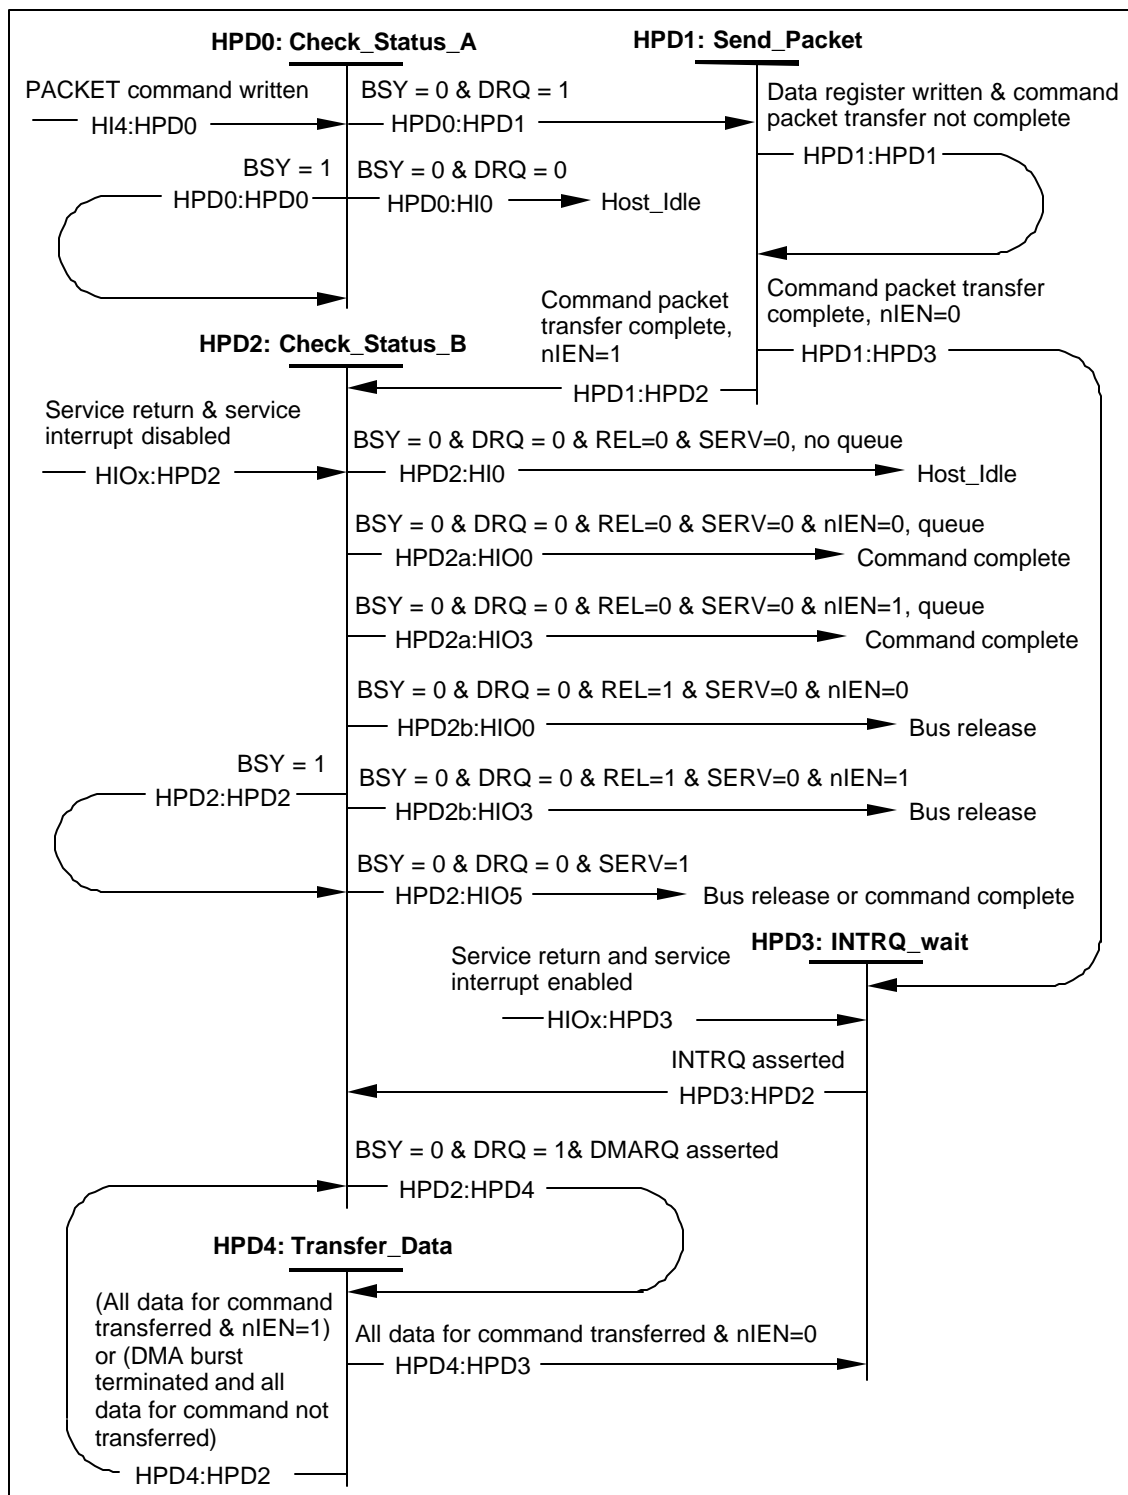 HPD0: Check_Status_A
HPD1: Send_Packet
PACKET command written
HI4:HPD0
BSY = 0 & DRQ = 1
HPD0:HPD1
Data register written & command
packet transfer not complete
HPD1:HPD1
BSY = 1
HPD0:HPD0
BSY = 0 & DRQ = 0
HPD0:HI0
Host_Idle
Command packet
transfer complete,
nIEN=1
HPD1:HPD2
Command packet transfer
complete, nIEN=0
HPD1:HPD3
HPD2: Check_Status_B
Service return & service
interrupt disabled
HIOx:HPD2
BSY = 0 & DRQ = 0 & REL=0 & SERV=0, no queue
HPD2:HI0
Host_Idle
BSY = 0 & DRQ = 0 & REL=0 & SERV=0 & nIEN=0, queue
HPD2a:HIO0
Command complete
BSY = 0 & DRQ = 0 & REL=0 & SERV=0 & nIEN=1, queue
HPD2a:HIO3
Command complete
BSY = 0 & DRQ = 0 & REL=1 & SERV=0 & nIEN=0
HPD2b:HIO0
Bus release
BSY = 1
HPD2:HPD2
BSY = 0 & DRQ = 0 & REL=1 & SERV=0 & nIEN=1
HPD2b:HIO3
Bus release
BSY = 0 & DRQ = 0 & SERV=1
HPD2:HIO5
Bus release or command complete
HPD3: INTRQ_wait
Service return and service
interrupt enabled
HIOx:HPD3
INTRQ asserted
HPD3:HPD2
BSY = 0 & DRQ = 1& DMARQ asserted
HPD2:HPD4
HPD4: Transfer_Data
(All data for command
transferred & nIEN=1)
or (DMA burst
terminated and all
data for command not
transferred)
HPD4:HPD2
All data for command transferred & nIEN=0
HPD4:HPD3